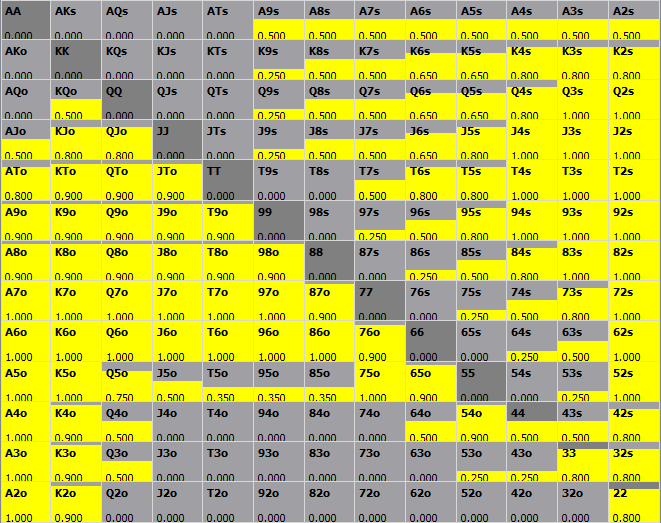 AA AKs AQs AJs ATs A9s A8s A7s A6s A5s A4s A3s A2s
0.000 0.000 0.000 0.000 0.000 0.500 0.500 0.500 0.500 0.500 0.500 0.500 0.500
AKo KK KQs KJs KTs K9s K8s K7s K6s K5s K4s K3s K2s
0.000 0.000 0.000 0.000 0.000 0.250 0.500 0.500 0.650 0.650 0.800 0.800 0.800
AQo KQo QQ QJs QTs Q9s Q8s Q7s Q6s Q5s Q4s Q3s Q2s
0.000 0.500 0.000 0.000 0.000 0.250 0.500 0.500 0.650 0.650 0.800 1.000 1.000
AJo KJo QJo JJ JTs J9s J8s J7s J6s J5s J4s J3s J2s
0.500 0.800 0.800 0.000 0.000 0.250 0.500 0.500 0.650 0.800 1.000 1.000 1.000
ATo KTo QTo JTo TT T9s T8s T7s T6s T5s T4s T3s T2s
0.800 0.900 0.900 0.900 0.000 0.000 0.000 0.500 0.800 0.800 1.000 1.000 1.000
A9o K9o Q9o J9o T9o 99 98s 97s 96s 95s 94s 93s 92s
0.900 0.900 0.900 0.900 0.900 0.000 0.000 0.250 0.500 0.800 1.000 1.000 1.000
A8o K8o Q8o J8o T8o 98o 88 87s 86s 85s 84s 83s 82s
0.900 0.900 0.900 0.900 0.900 0.900 0.000 0.000 0.250 0.500 0.800 1.000 1.000
A7o K7o Q7o J7o T7o 97o 87o 77 76s 75s 74s 73s 72s
1.000 1.000 1.000 1.000 1.000 1.000 0.900 0.000 0.000 0.250 0.500 0.800 1.000
A6o K6o Q6o J6o T6o 96o 86o 76o 66 65s 64s 63s 62s
1.000 1.000 1.000 1.000 1.000 1.000 1.000 0.900 0.000 0.000 0.250 0.500 1.000
A5o K5o Q5o J5o T5o 95o 85o 75o 65o 55 54s 53s 52s
1.000 1.000 0.750 0.500 0.350 0.350 0.350 1.000 0.900 0.000 0.000 0.250 1.000
A4o K4o Q4o J4o T4o 94o 84o 74o 64o 54o 44 43s 42s
1.000 0.900 0.500 0.000 0.000 0.000 0.000 0.000 0.500 0.900 0.000 0.500 0.800
A3o K3o Q3o J3o T3o 93o 83o 73o 63o 53o 43o 33 32s
1.000 0.900 0.500 0.000 0.000 0.000 0.000 0.000 0.000 0.250 0.250 0.800 0.800
A2o K2o Q2o J2o T2o 92o 82o 72o 62o 52o 42o 32o 22
1.000 0.900 0.000 0.000 0.000 0.000 0.000 0.000 0.000 0.000 0.000 0.000 0.800